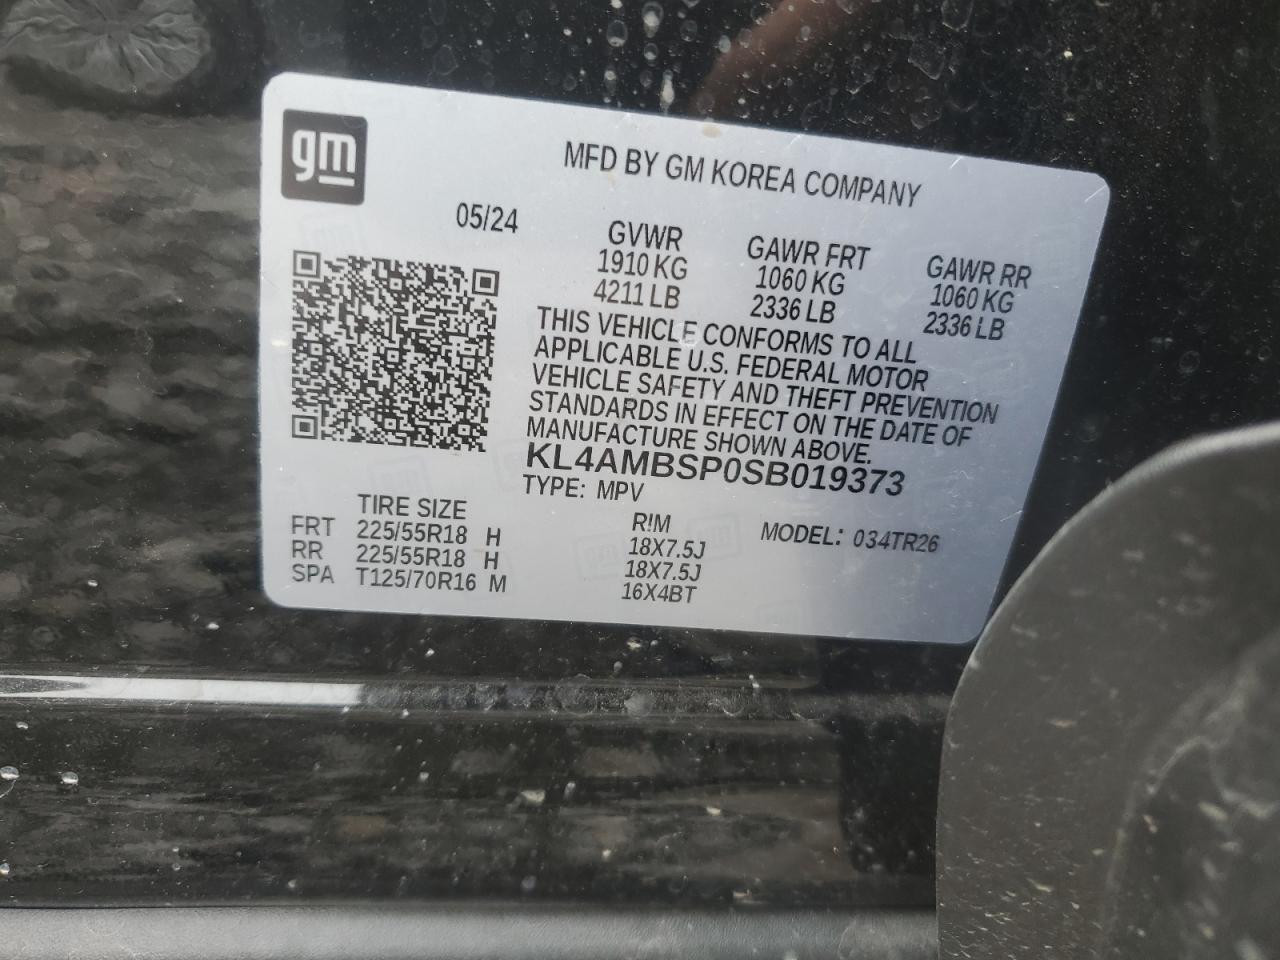 gm
MFD BY GM KOREA COMPANY
05/24
GVWR GAWR FRT GAWR RR
1910 KG 1060 KG 1060 KG
4211 LB 2336 LB 2336 LB
THIS VEHICLE CONFORMS TO ALL
APPLICABLE U.S. FEDERAL MOTOR
VEHICLE SAFETY AND THEFT PREVENTION
STANDARDS IN EFFECT ON THE DATE OF
MANUFACTURE SHOWN ABOVE.
KL4AMBSP0SB019373
TYPE: MPV
TIRE SIZE RIM MODEL: 034TR26
FRT 225/55R18 H 18X7.5J
RR 225/55R18 H 18X7.5J
SPA T125/70R16 M 16X4BT